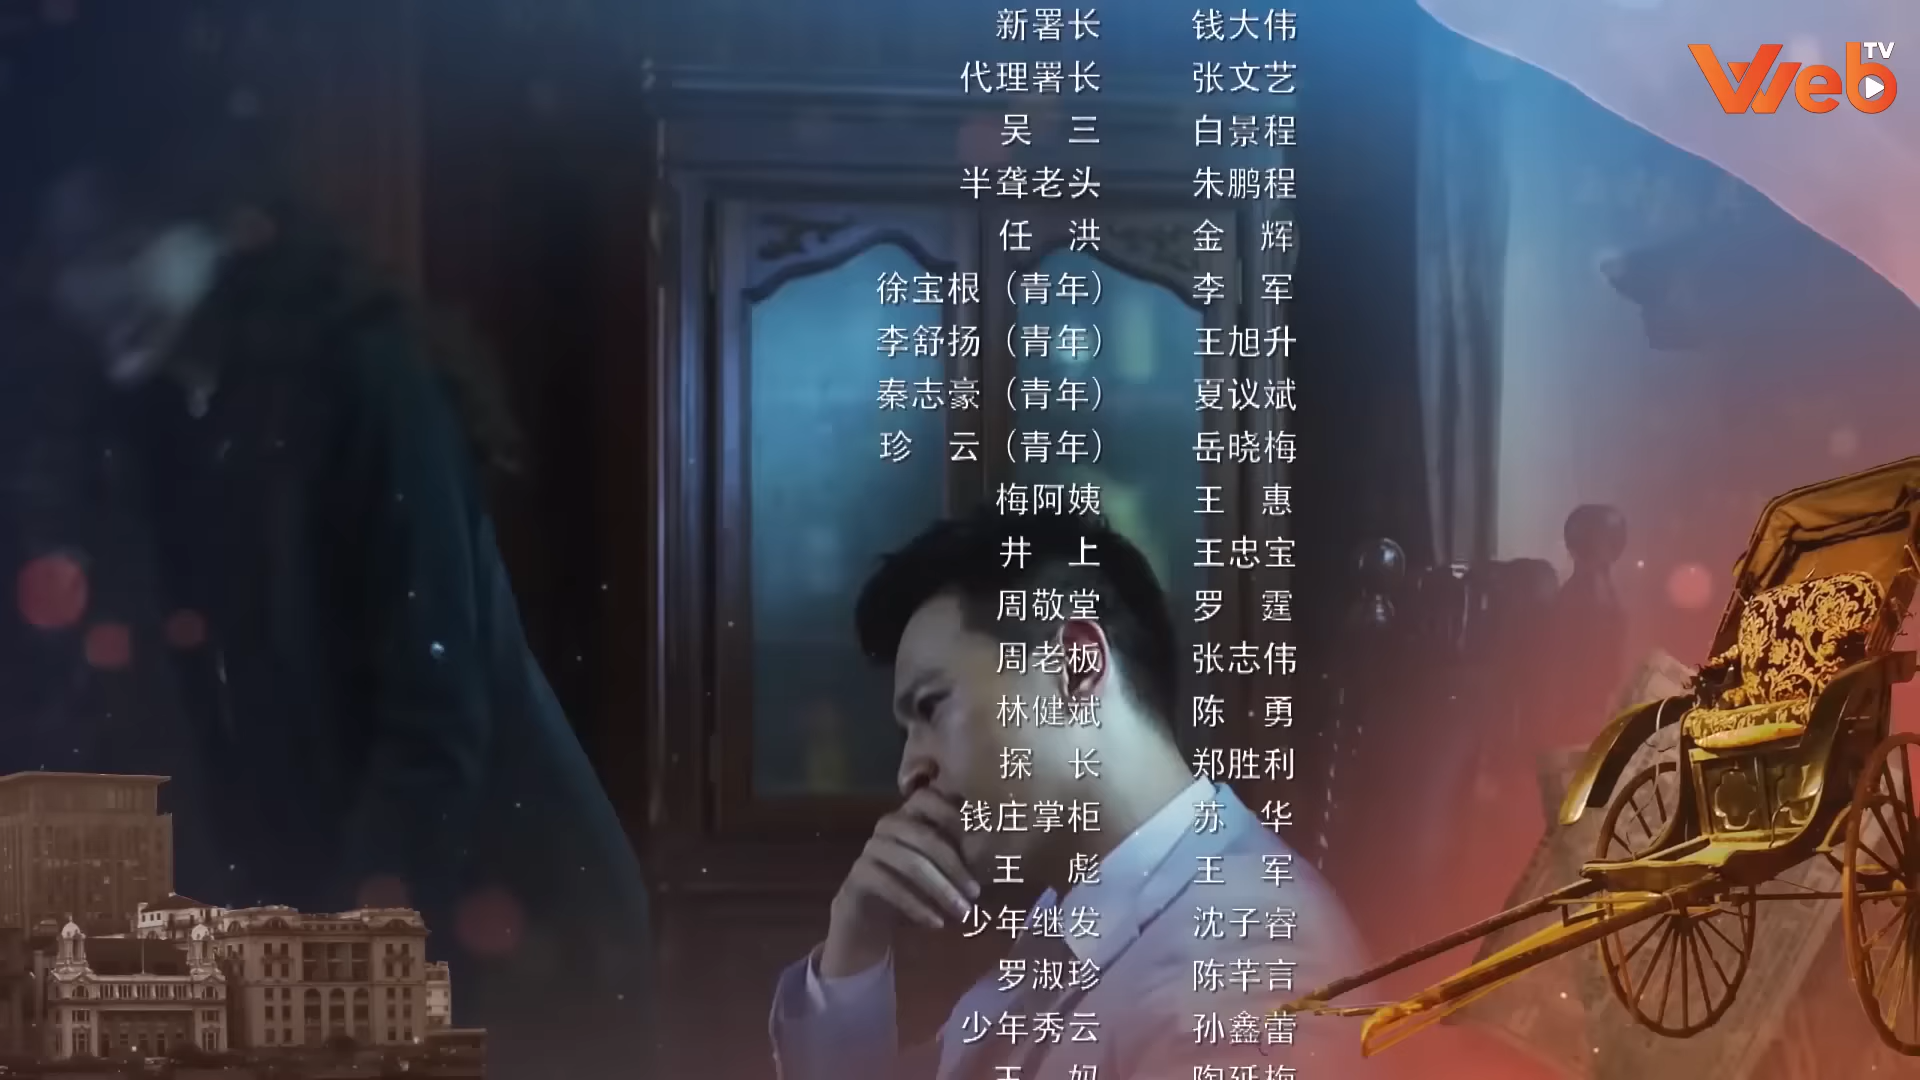 新署长 钱大伟
WebTV
代理署长 张文艺
吴 三 白景程
半聋老头 朱鹏程
任 洪 金 辉
徐宝根（青年） 李 军
李舒扬（青年） 王旭升
秦志豪（青年） 夏议斌
珍 云（青年） 岳晓梅
梅阿姨 王 惠
井 上 王忠宝
周敬堂 罗 霆
周老板 张志伟
林健斌 陈 勇
探 长 郑胜利
钱庄掌柜 苏 华
王 彪 王 军
少年继发 沈子睿
罗淑珍 陈芊言
少年秀云 孙鑫蕾
王 妈 陶延梅